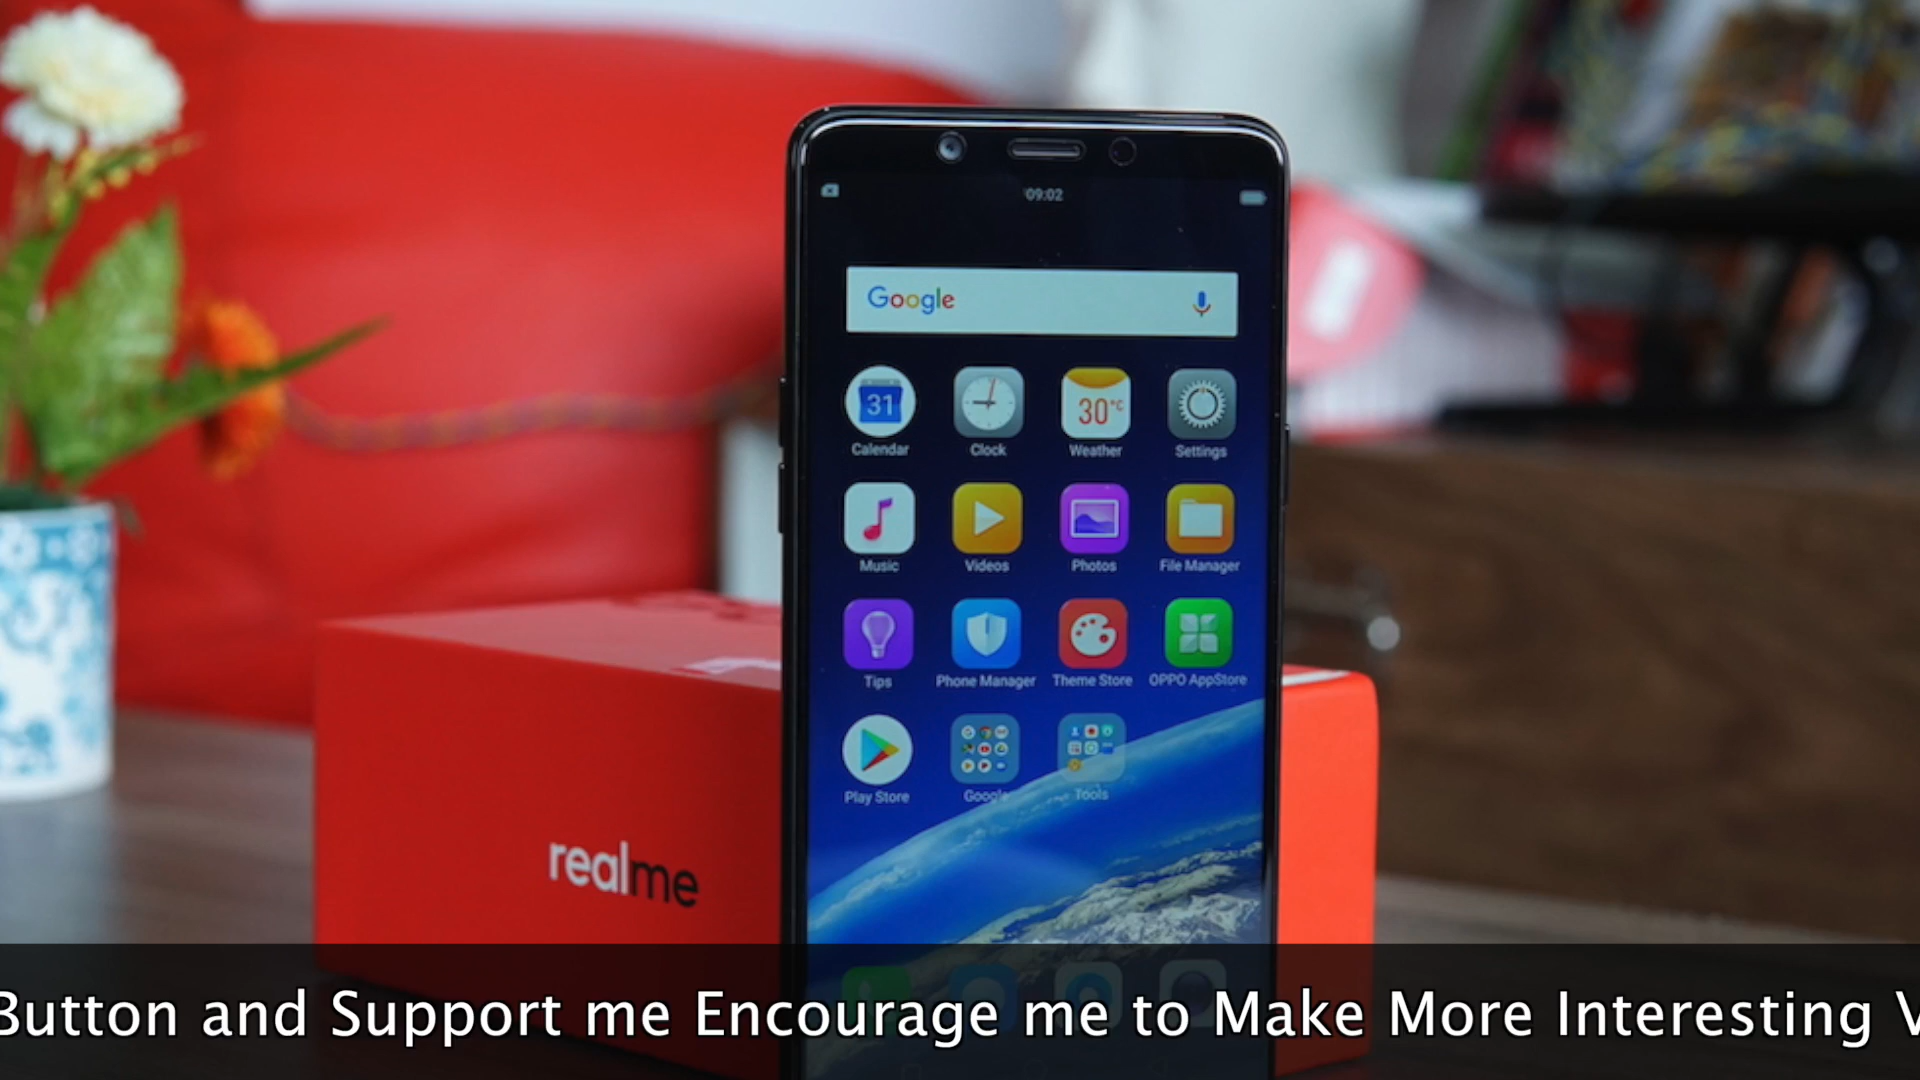 09:02
Google
31
30°C
Calendar
Clock
Weather
Settings
Music
Videos
Photos
File Manager
Tips
Phone Manager
Theme Store
OPPO AppStore
Play Store
Google
Tools
realme
Button and Support me Encourage me to Make More Interesting V